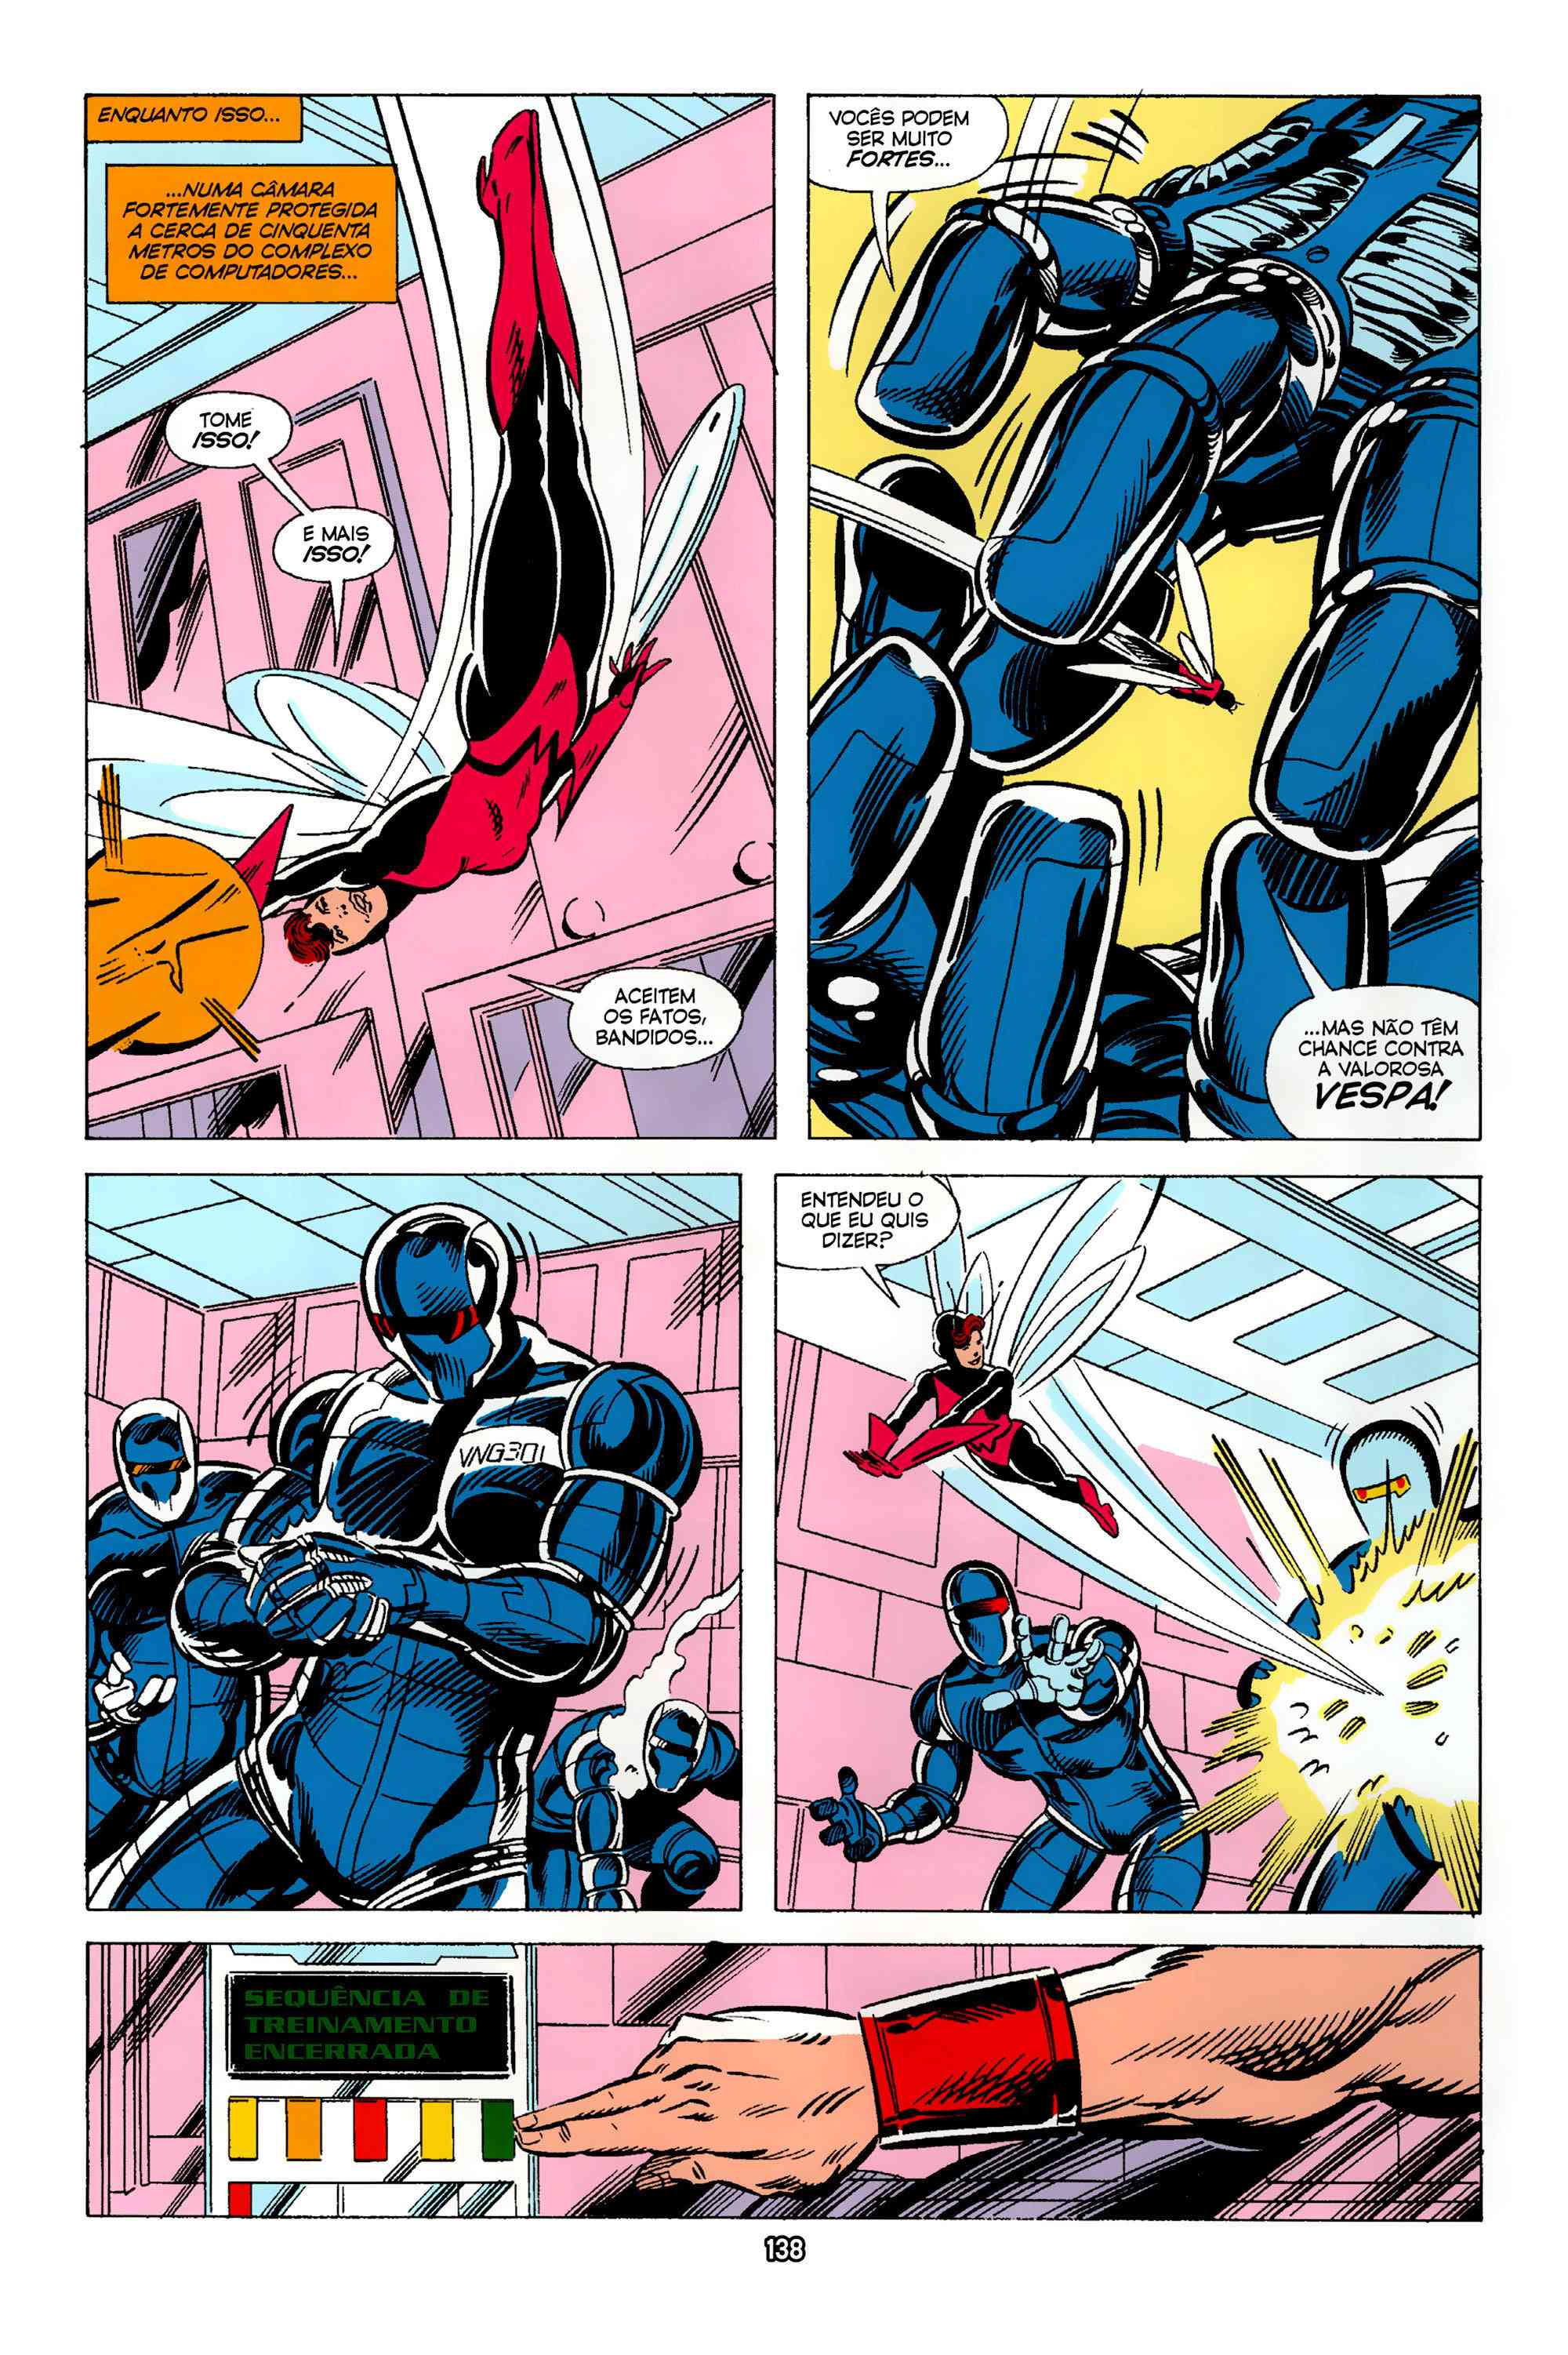 ENQUANTO ISSO...
...NUMA CÂMARA
FORTEMENTE PROTEGIDA
A CERCA DE CINQUENTA
METROS DO COMPLEXO
DE COMPUTADORES...
TOME
ISSO!
E MAIS
ISSO!
ACEITEM
OS FATOS,
BANDIDOS...
VOCÊS PODEM
SER MUITO
FORTES...
...MAS NÃO TÊM
CHANCE CONTRA
A VALOROSA
VESPA!
VNG301
ENTENDEU O
QUE EU QUIS
DIZER?
SEQUÊNCIA DE
TREINAMENTO
ENCERRADA
138